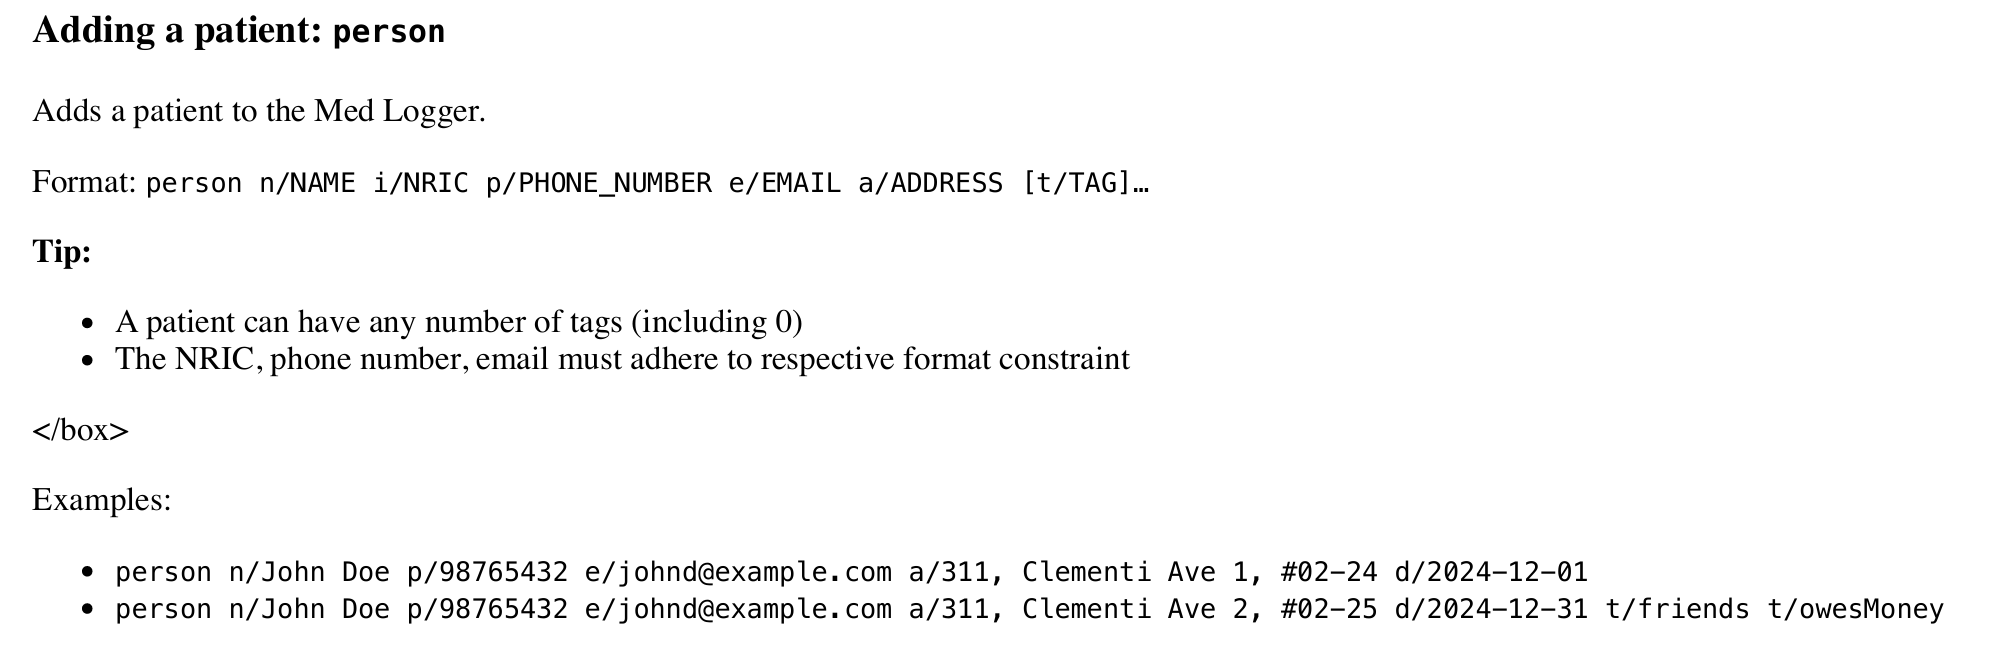 Adding a patient: person
Adds a patient to the Med Logger.
Format: person n/NAME i/NRIC p/PHONE_NUMBER e/EMAIL a/ADDRESS [t/TAG]…
Tip:
• A patient can have any number of tags (including 0)
• The NRIC, phone number, email must adhere to respective format constraint
</box>
Examples:
• person n/John Doe p/98765432 e/johnd@example.com a/311, Clementi Ave 1, #02-24 d/2024-12-01
• person n/John Doe p/98765432 e/johnd@example.com a/311, Clementi Ave 2, #02-25 d/2024-12-31 t/friends t/owesMoney